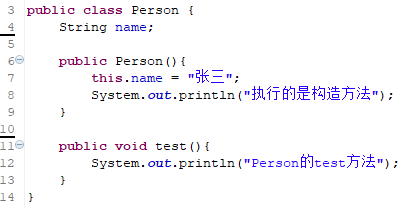 3 public class Person {
4     String name;
5
6     public Person(){
7         this.name = "张三";
8         System.out.println("执行的是构造方法");
9     }
10
11     public void test(){
12         System.out.println("Person的test方法");
13     }
14 }